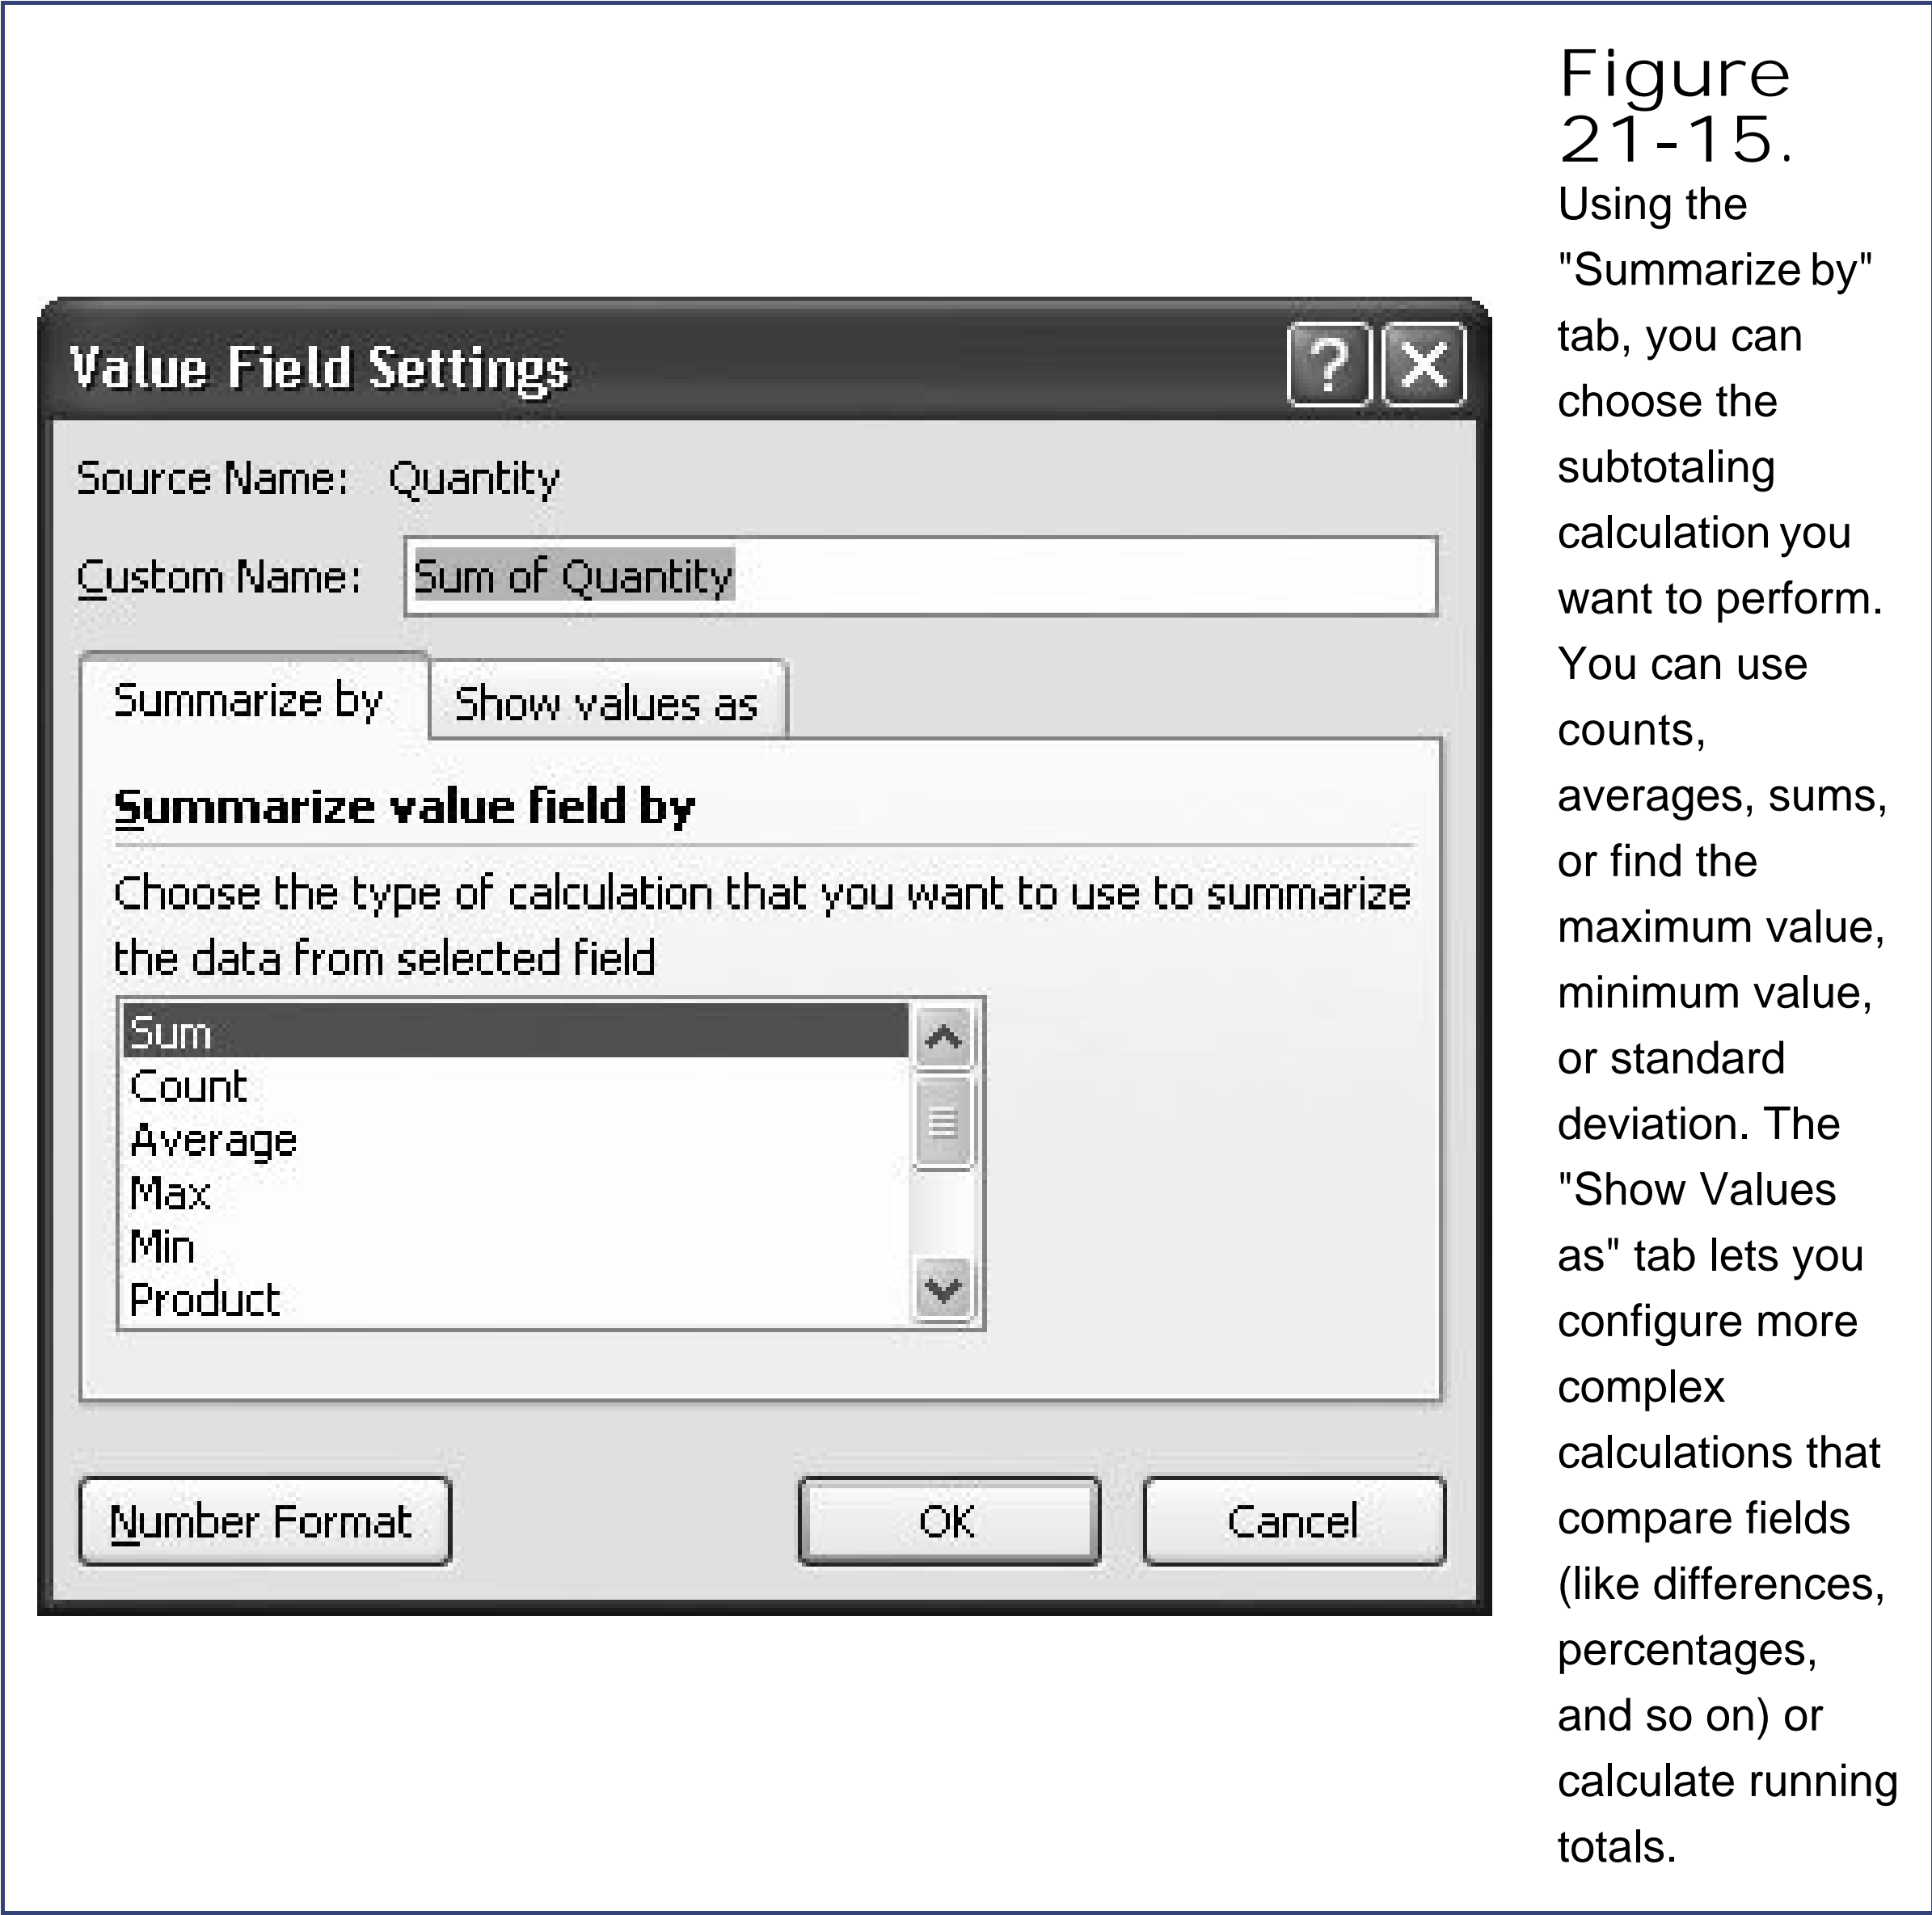 Value Field Settings
Source Name: Quantity
Custom Name: Sum of Quantity
Summarize by Show values as
Summarize value field by
Choose the type of calculation that you want to use to summarize
the data from selected field
Sum
Count
Average
Max
Min
Product
Number Format OK Cancel
Figure
21-15.
Using the
"Summarize by"
tab, you can
choose the
subtotaling
calculation you
want to perform.
You can use
counts,
averages, sums,
or find the
maximum value,
minimum value,
or standard
deviation. The
"Show Values
as" tab lets you
configure more
complex
calculations that
compare fields
(like differences,
percentages,
and so on) or
calculate running
totals.